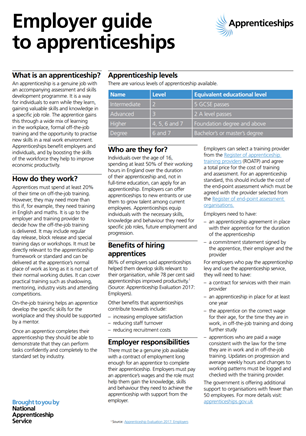 Employer guide
to apprenticeships
Apprenticeships
What is an apprenticeship?
An apprenticeship is a genuine job with
an accompanying assessment and skills
development programme. It is a way
for individuals to earn while they learn,
gaining valuable skills and knowledge in
a specific job role. The apprentice gains
this through a wide mix of learning
in the workplace, formal off-the-job
training and the opportunity to practise
new skills in a real work environment.
Apprenticeships benefit employers and
individuals, and by boosting the skills
of the workforce they help to improve
economic productivity.
How do they work?
Apprentices must spend at least 20%
of their time on off-the-job training.
However, they may need more than
this if, for example, they need training
in English and maths. It is up to the
employer and training provider to
decide how the off-the-job training
is delivered. It may include regular
day release, block release and special
training days or workshops. It must be
directly relevant to the apprenticeship
framework or standard and can be
delivered at the apprentice's normal
place of work as long as it is not part of
their normal working duties. It can cover
practical training such as shadowing,
mentoring, industry visits and attending
competitions.
On-the-job training helps an apprentice
develop the specific skills for the
workplace and they should be supported
by a mentor.
Once an apprentice completes their
apprenticeship they should be able to
demonstrate that they can perform
tasks confidently and completely to the
standard set by industry.
Brought to you by
National
Apprenticeship
Service
Apprenticeship levels
There are various levels of apprenticeship available
Name Level Equivalent educational level
Intermediate 2 5 GCSE passes
Advanced 3 2 A level passes
Higher 4, 5, 6 and 7 Foundation degree and above
Degree 6 and 7 Bachelor's or master's degree
Who are they for?
Individuals over the age of 16,
spending at least 50% of their working
hours in England over the duration
of the apprenticeship and, not in
full-time education, can apply for an
apprenticeship. Employers can offer
apprenticeships to new entrants or use
them to grow talent among current
employees. Apprenticeships equip
individuals with the necessary skills,
knowledge and behaviour they need for
specific job roles, future employment and
progression.
Benefits of hiring
apprentices
86% of employers said apprenticeships
helped them develop skills relevant to
their organisation, while 78 per cent said
apprenticeships improved productivity.¹
(Source: Apprenticeship Evaluation 2017:
Employers).
Other benefits that apprenticeships
contribute towards include:
– increasing employee satisfaction
– reducing staff turnover
– reducing recruitment costs
Employer responsibilities
There must be a genuine job available
with a contract of employment long
enough for an apprentice to complete
their apprenticeship. Employers must pay
an apprentice's wages and the role must
help them gain the knowledge, skills
and behaviour they need to achieve the
apprenticeship with support from the
employer.
Employers can select a training provider
from the Register of apprenticeship
training providers (RoATP) and agree
a total price for the cost of training
and assessment. For an apprenticeship
standard, this should include the cost of
the end-point assessment which must be
agreed with the provider selected from
the Register of end-point assessment
organisations.
Employers need to have:
– an apprenticeship agreement in place
with their apprentice for the duration
of the apprenticeship
– a commitment statement signed by
the apprentice, their employer and the
provider
For employers who pay the apprenticeship
levy and use the apprenticeship service,
they will need to have:
– a contract for services with their main
provider
– an apprenticeship in place for at least
one year
– the apprentice on the correct wage
for their age, for the time they are in
work, in off-the-job training and doing
further study
– apprentices who are paid a wage
consistent with the law for the time
they are in work and in off-the-job
training. Updates on progression and
average weekly hours and changes to
working patterns must be logged and
checked with the training provider.
The government is offering additional
support to organisations with fewer than
50 employees. For more details visit:
apprenticeships.gov.uk.
¹Source: Apprenticeship Evaluation 2017: Employers